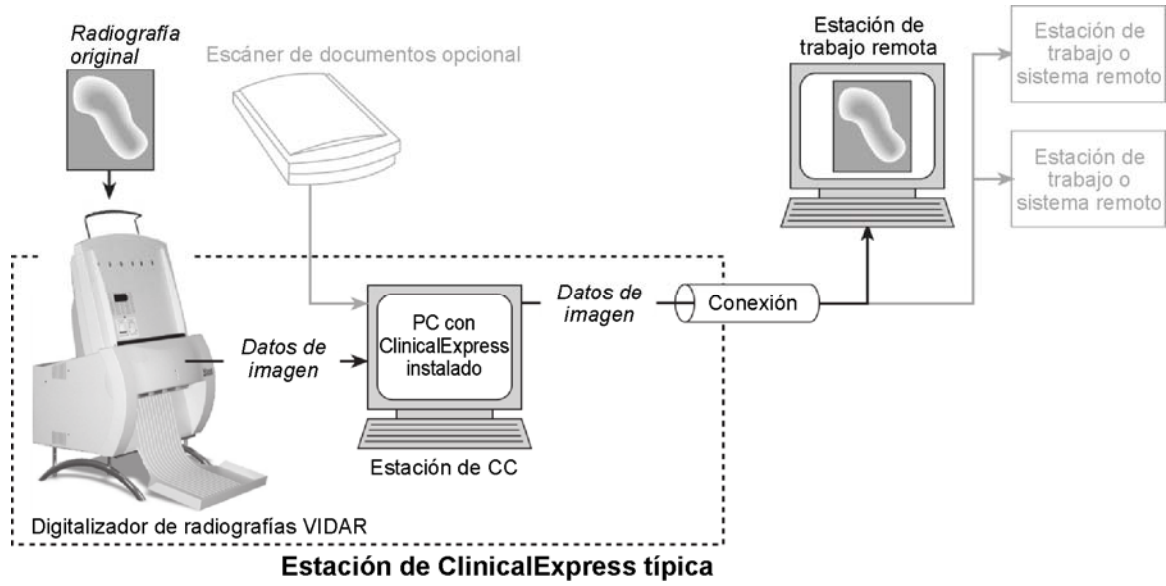 Radiografía
original
Escáner de documentos opcional
Estación de
trabajo remota
Estación de
trabajo o
sistema remoto
Estación de
trabajo o
sistema remoto
Datos de
imagen
PC con
ClinicalExpress
instalado
Datos de
imagen
Conexión
Estación de CC
Digitalizador de radiografías VIDAR
Estación de ClinicalExpress típica